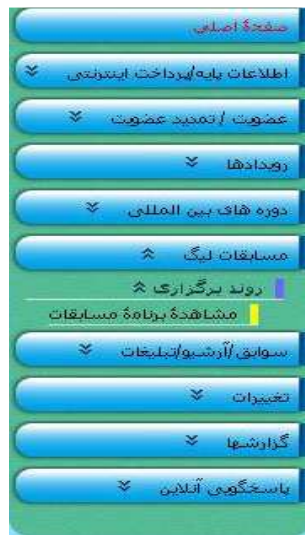 صفحهٔ اصلی
اطلاعات پایه/پرداخت اینترنتی
عضویت / تمدید عضویت
رویدادها
دوره های بین المللی
مسابقات لیگ
روند برگزاری
مشاهدهٔ برنامهٔ مسابقات
سوابق/آرشیو/تبلیغات
تغییرات
گزارشها
پاسخگویی آنلاین